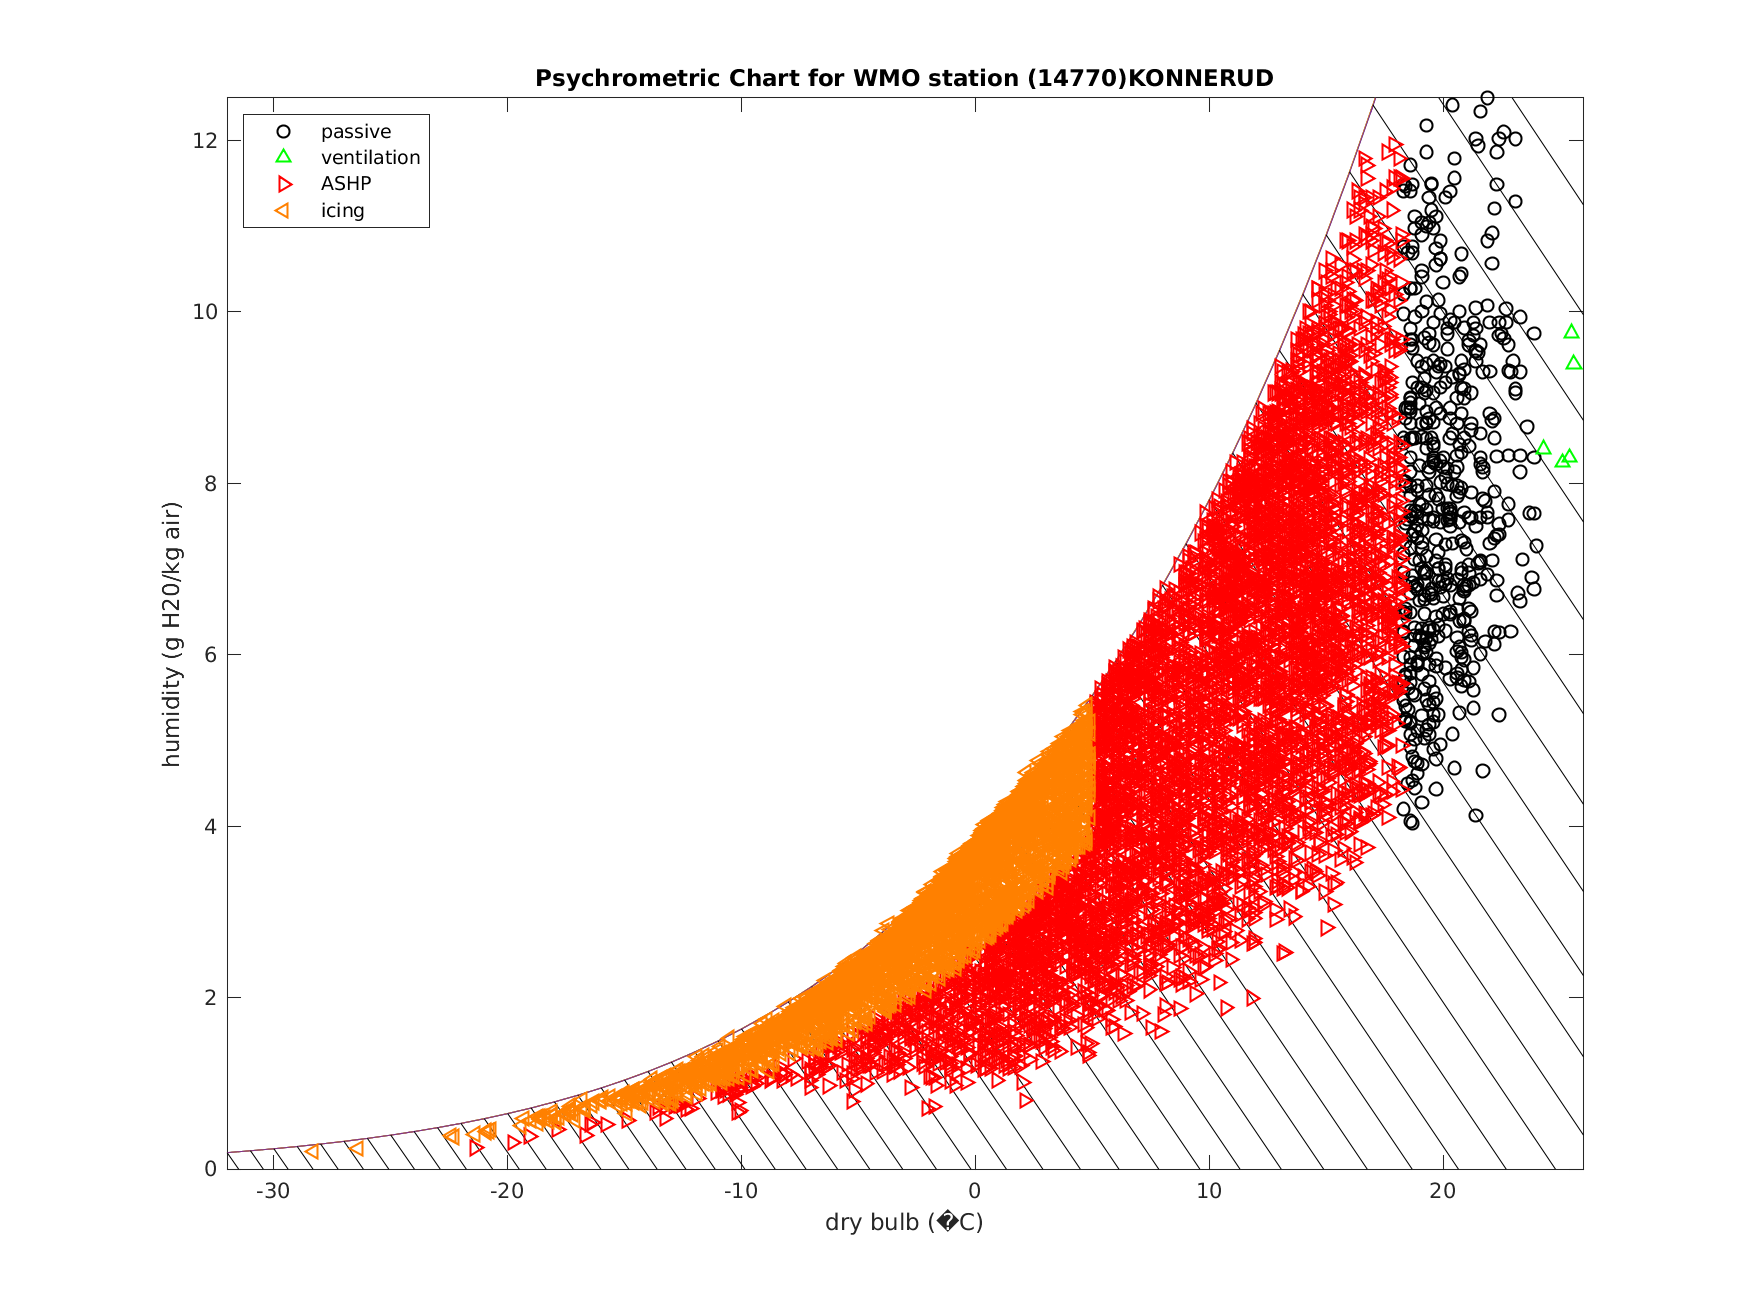 Psychrometric Chart for WMO station (14770)KONNERUD
passive
ventilation
ASHP
icing
humidity (g H20/kg air)
12
10
8
6
4
2
0
-30
-20
-10
0
10
20
dry bulb (�C)